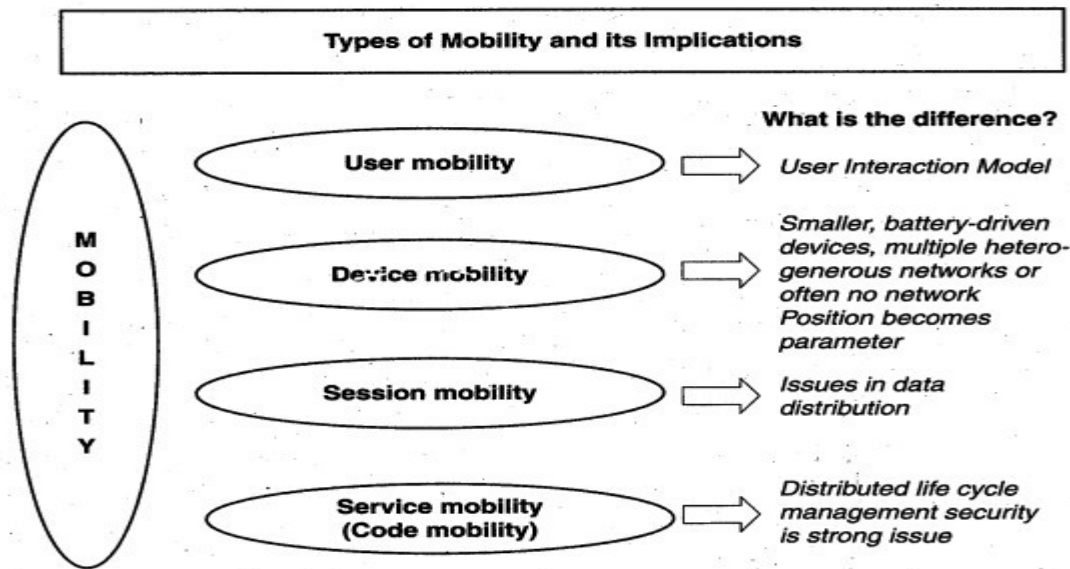 Types of Mobility and its Implications
What is the difference?
MOBILITY
User mobility
User Interaction Model
Device mobility
Smaller, battery-driven
devices, multiple hetero-
generous networks or
often no network
Position becomes
parameter
Session mobility
Issues in data
distribution
Service mobility
(Code mobility)
Distributed life cycle
management security
is strong issue